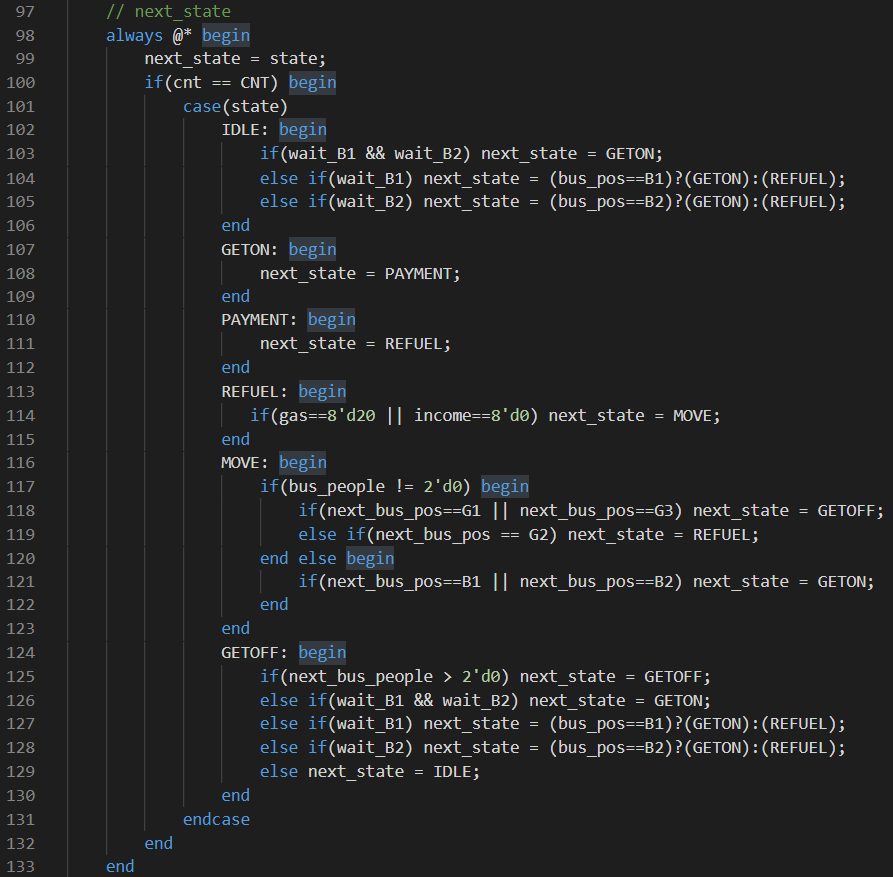 97 // next_state
98 always @* begin
99 next_state = state;
100 if(cnt == CNT) begin
101 case(state)
102 IDLE: begin
103 if(wait_B1 && wait_B2) next_state = GETON;
104 else if(wait_B1) next_state = (bus_pos==B1)?(GETON):(REFUEL);
105 else if(wait_B2) next_state = (bus_pos==B2)?(GETON):(REFUEL);
106 end
107 GETON: begin
108 next_state = PAYMENT;
109 end
110 PAYMENT: begin
111 next_state = REFUEL;
112 end
113 REFUEL: begin
114 if(gas==8'd20 || income==8'd0) next_state = MOVE;
115 end
116 MOVE: begin
117 if(bus_people != 2'd0) begin
118 if(next_bus_pos==G1 || next_bus_pos==G3) next_state = GETOFF;
119 else if(next_bus_pos == G2) next_state = REFUEL;
120 end else begin
121 if(next_bus_pos==B1 || next_bus_pos==B2) next_state = GETON;
122 end
123 end
124 GETOFF: begin
125 if(next_bus_people > 2'd0) next_state = GETOFF;
126 else if(wait_B1 && wait_B2) next_state = GETON;
127 else if(wait_B1) next_state = (bus_pos==B1)?(GETON):(REFUEL);
128 else if(wait_B2) next_state = (bus_pos==B2)?(GETON):(REFUEL);
129 else next_state = IDLE;
130 end
131 endcase
132 end
133 end